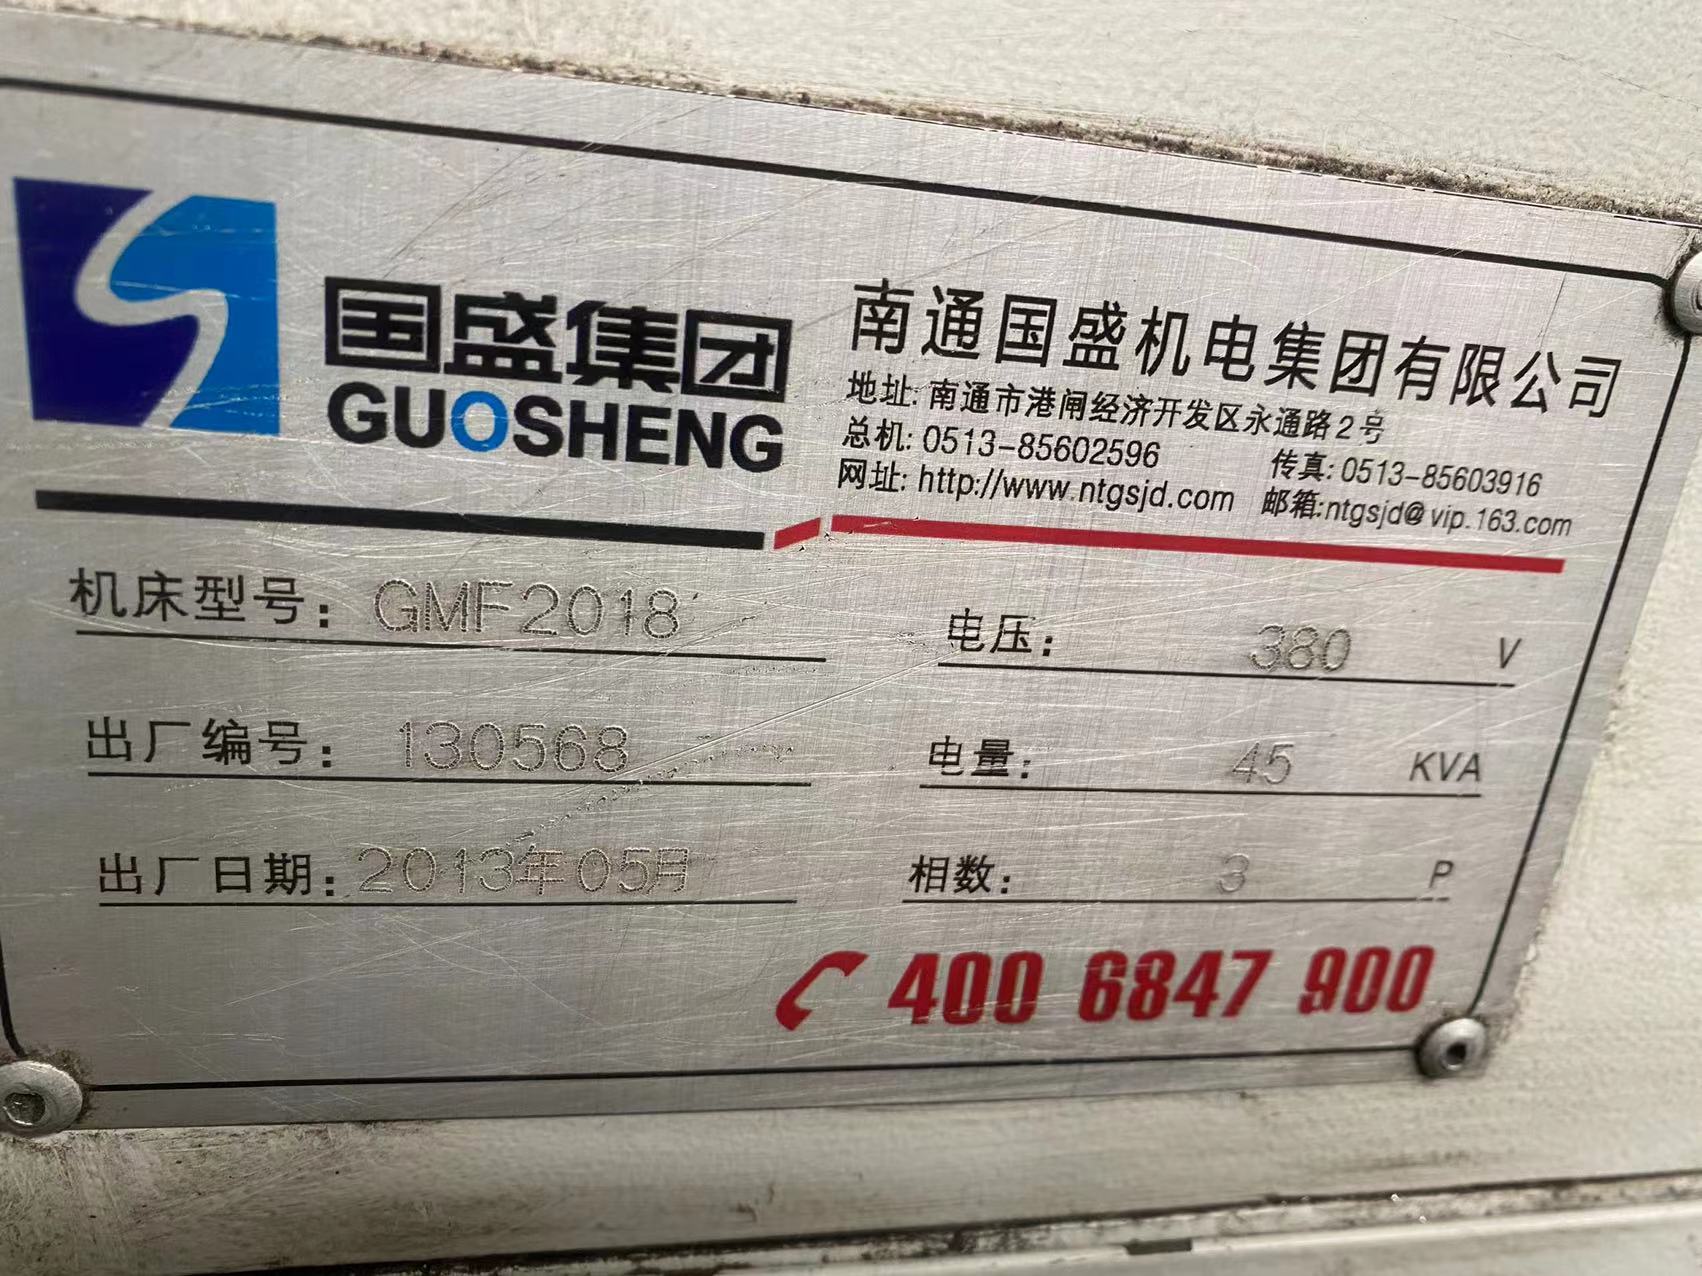 国盛集团
GUOSHENG
南通国盛机电集团有限公司
地址: 南通市港闸经济开发区永通路2号
总机: 0513-85602596 传真: 0513-85603916
网址: http://www.ntgsjd.com 邮箱:ntgsjd@vip.163.com
机床型号: GMF2018 电压: 380 V
出厂编号: 130568 电量: 45 KVA
出厂日期: 2013年05月 相数: 3 P
400 6847 900